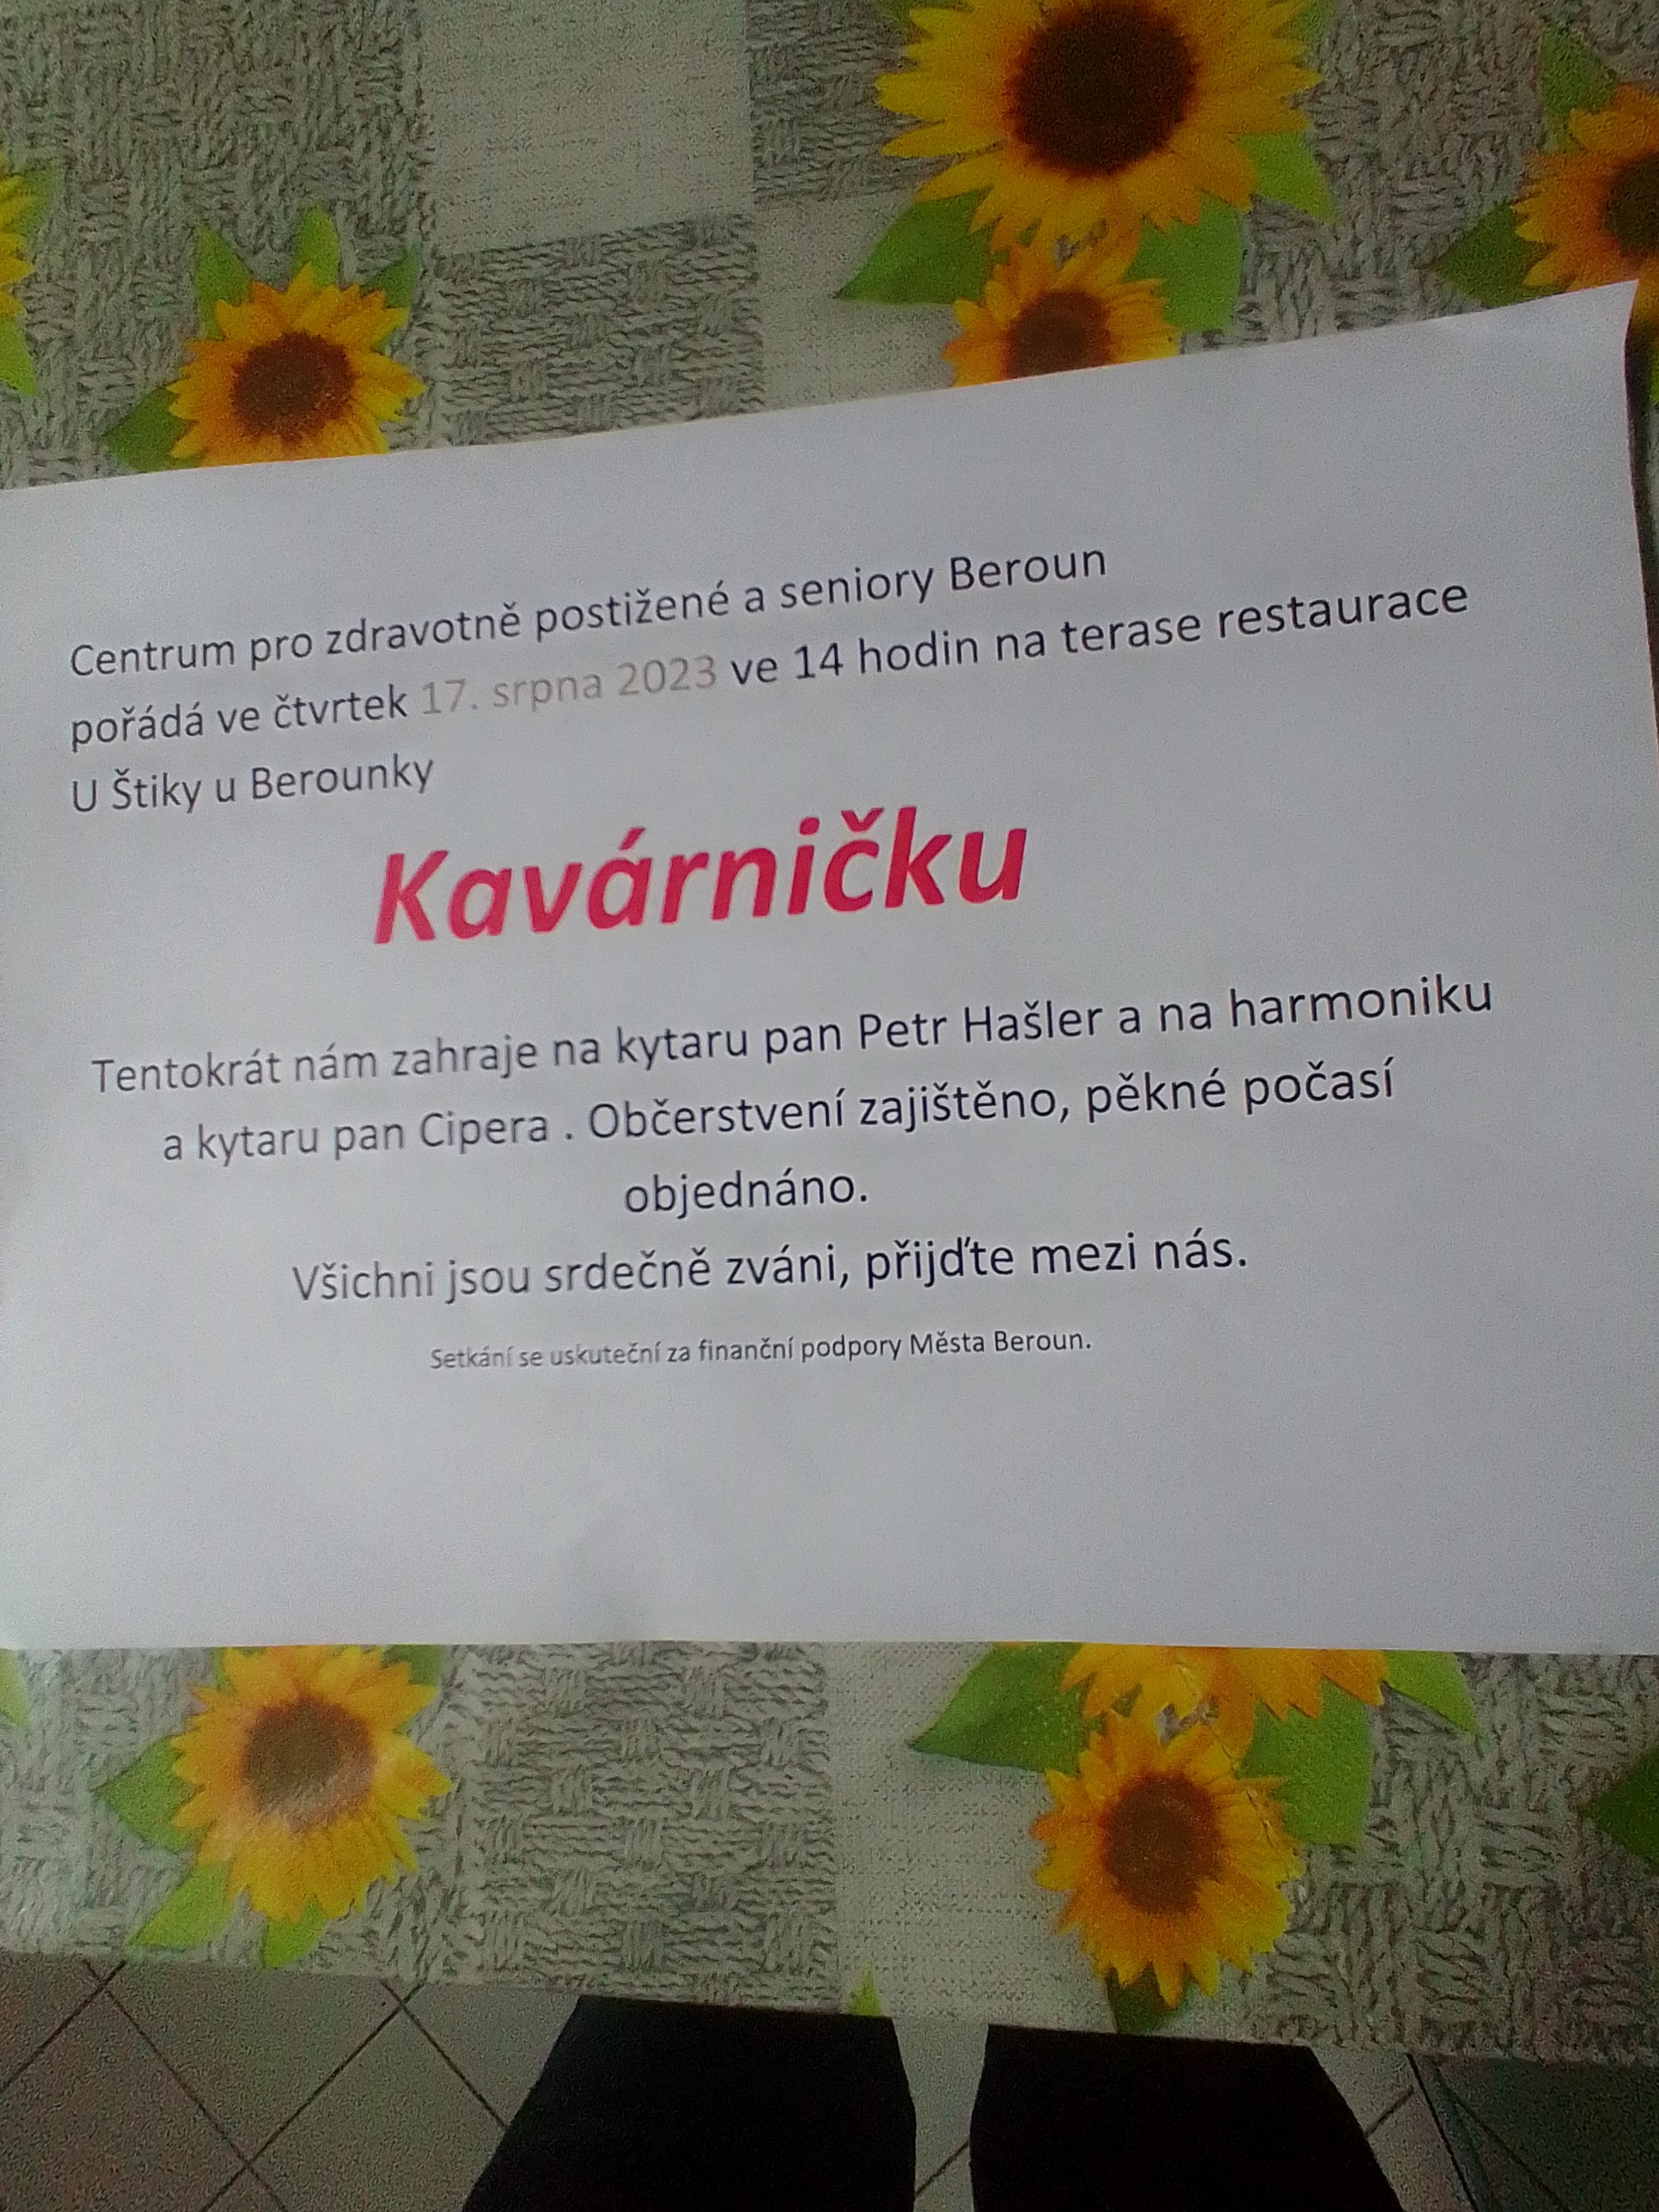 Centrum pro zdravotně postižené a seniory Beroun
pořádá ve čtvrtek 17. srpna 2023 ve 14 hodin na terase restaurace
U Štiky u Berounky
Kavárničku
Tentokrát nám zahraje na kytaru pan Petr Hašler a na harmoniku
a kytaru pan Cipera . Občerstvení zajištěno, pěkné počasí
objednáno.
Všichni jsou srdečně zváni, přijďte mezi nás.
Setkání se uskuteční za finanční podpory Města Beroun.